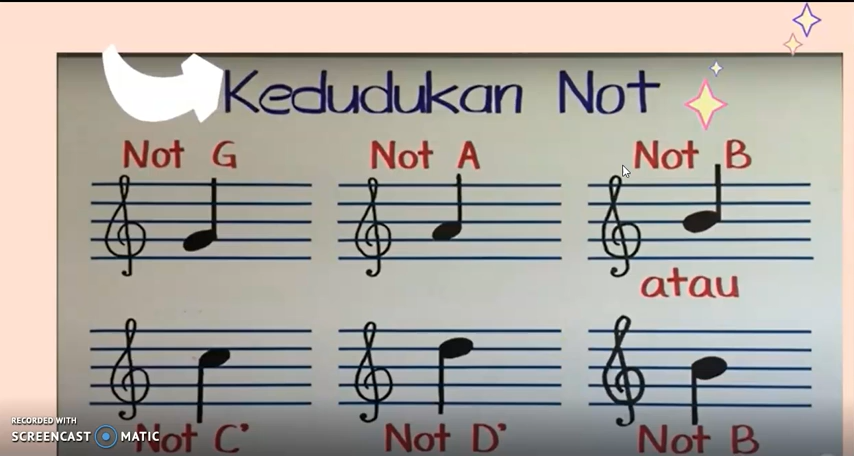 Kedudukan Not
Not G
Not A
Not B
atau
Not C'
Not D'
Not B
RECORDED WITH
SCREENCAST MATIC